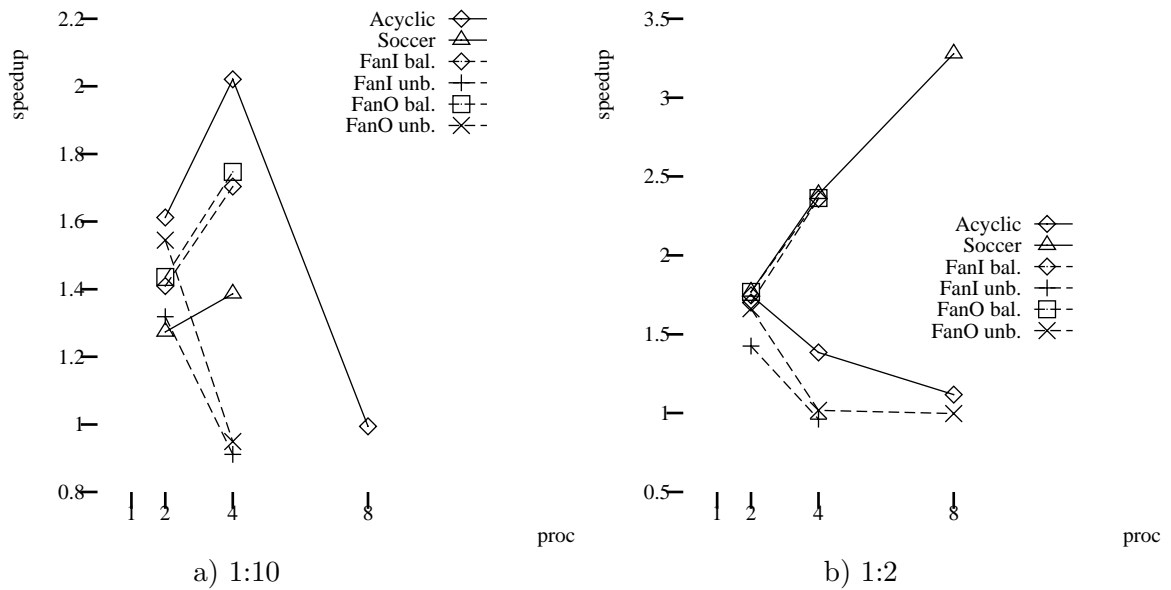 2.2
2
1.8
1.6
1.4
1.2
1
0.8
speedup
1
2
4
8
proc
Acyclic
Soccer
FanI bal.
FanI unb.
FanO bal.
FanO unb.
a) 1:10
3.5
3
2.5
2
1.5
1
0.5
speedup
1
2
4
8
proc
Acyclic
Soccer
FanI bal.
FanI unb.
FanO bal.
FanO unb.
b) 1:2